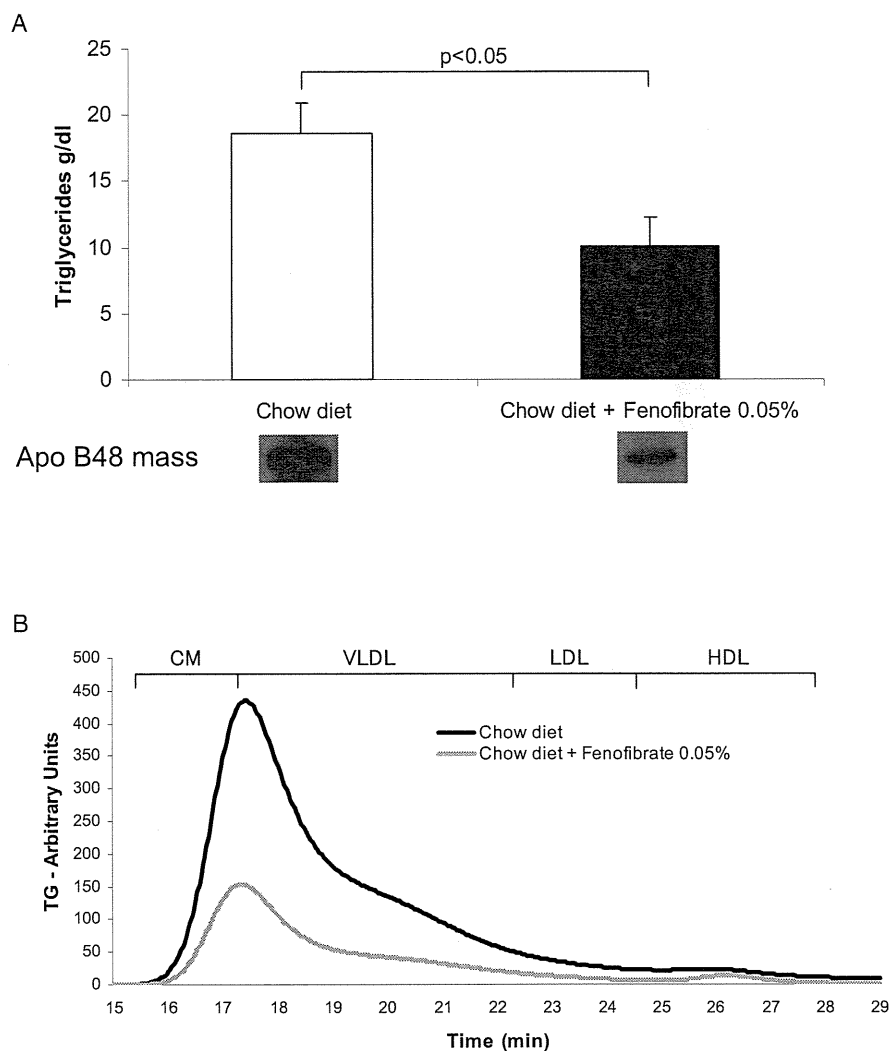 A
p<0.05
25
20
15
10
5
0
Triglycerides g/dl
Chow diet
Chow diet + Fenofibrate 0.05%
Apo B48 mass
B
CM
VLDL
LDL
HDL
500
450
400
350
300
250
200
150
100
50
0
TG - Arbitrary Units
Chow diet
Chow diet + Fenofibrate 0.05%
15 16 17 18 19 20 21 22 23 24 25 26 27 28 29
Time (min)